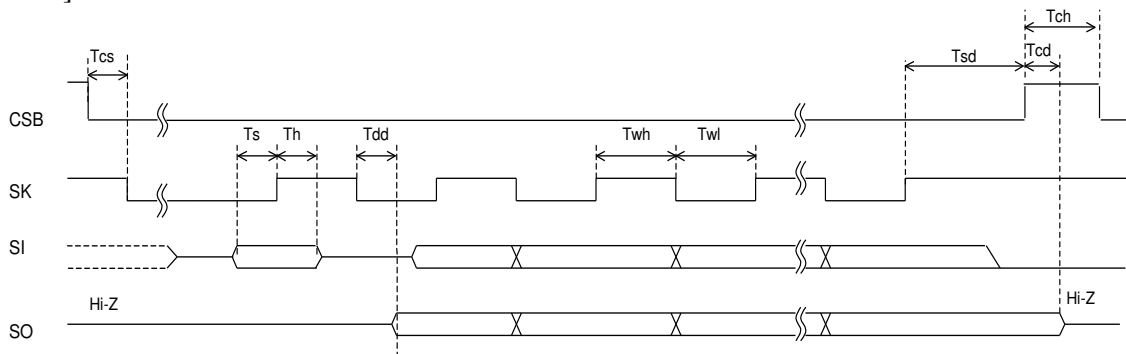 ]
Tch
Tcs
Tsd
Tcd
CSB
Ts
Th
Tdd
Twh
Twl
SK
SI
Hi-Z
Hi-Z
SO